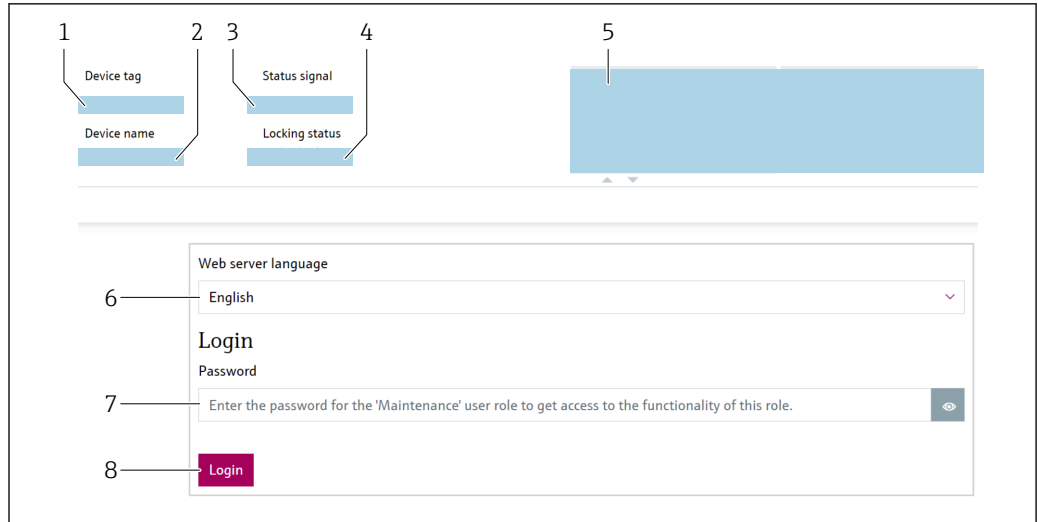 1 2 3 4 5
Device tag Status signal
Device name Locking status
Web server language
6 English
Login
Password
7 Enter the password for the 'Maintenance' user role to get access to the functionality of this role.
8 Login